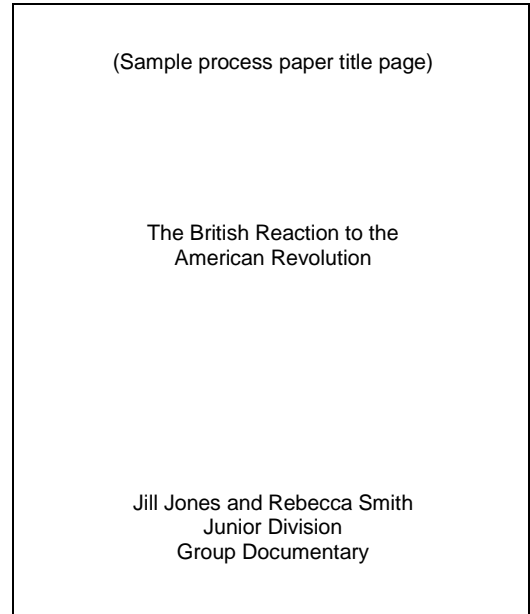 (Sample process paper title page)
The British Reaction to the
American Revolution
Jill Jones and Rebecca Smith
Junior Division
Group Documentary